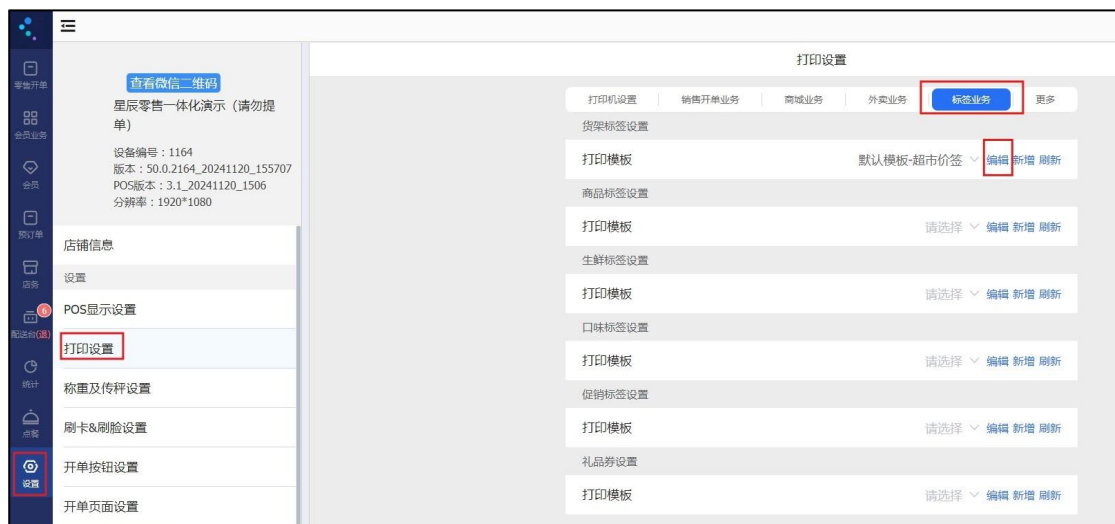 零售开单
会员业务
会员
预订单
店务
6
配送台(退)
统计
点餐
设置
查看微信二维码
星辰零售一体化演示（请勿提
单）
设备编号：1164
版本：50.0.2164_20241120_155707
POS版本：3.1_20241120_1506
分辨率：1920*1080
店铺信息
设置
POS显示设置
打印设置
称重及传秤设置
刷卡&刷脸设置
开单按钮设置
开单页面设置
打印设置
打印机设置 销售开单业务 商城业务 外卖业务 标签业务 更多
货架标签设置
打印模板 默认模板-超市价签 编辑 新增 刷新
商品标签设置
打印模板 请选择 编辑 新增 刷新
生鲜标签设置
打印模板 请选择 编辑 新增 刷新
口味标签设置
打印模板 请选择 编辑 新增 刷新
促销标签设置
打印模板 请选择 编辑 新增 刷新
礼品券设置
打印模板 请选择 编辑 新增 刷新